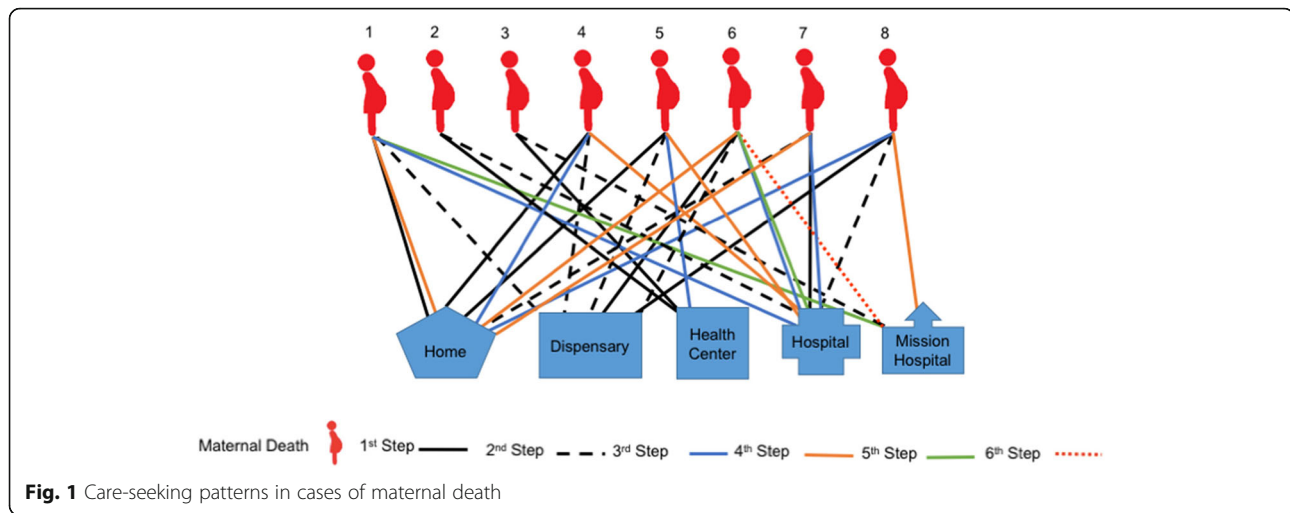 1 2 3 4 5 6 7 8
Home
Dispensary
Health
Center
Hospital
Mission
Hospital
Maternal Death 1st Step 2nd Step 3rd Step 4th Step 5th Step 6th Step
Fig. 1 Care-seeking patterns in cases of maternal death